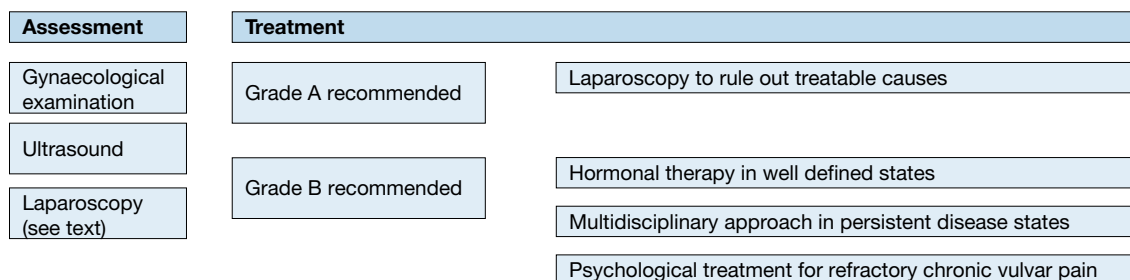 Assessment
Treatment
Gynaecological
examination
Ultrasound
Laparoscopy
(see text)
Grade A recommended
Laparoscopy to rule out treatable causes
Grade B recommended
Hormonal therapy in well defined states
Multidisciplinary approach in persistent disease states
Psychological treatment for refractory chronic vulvar pain